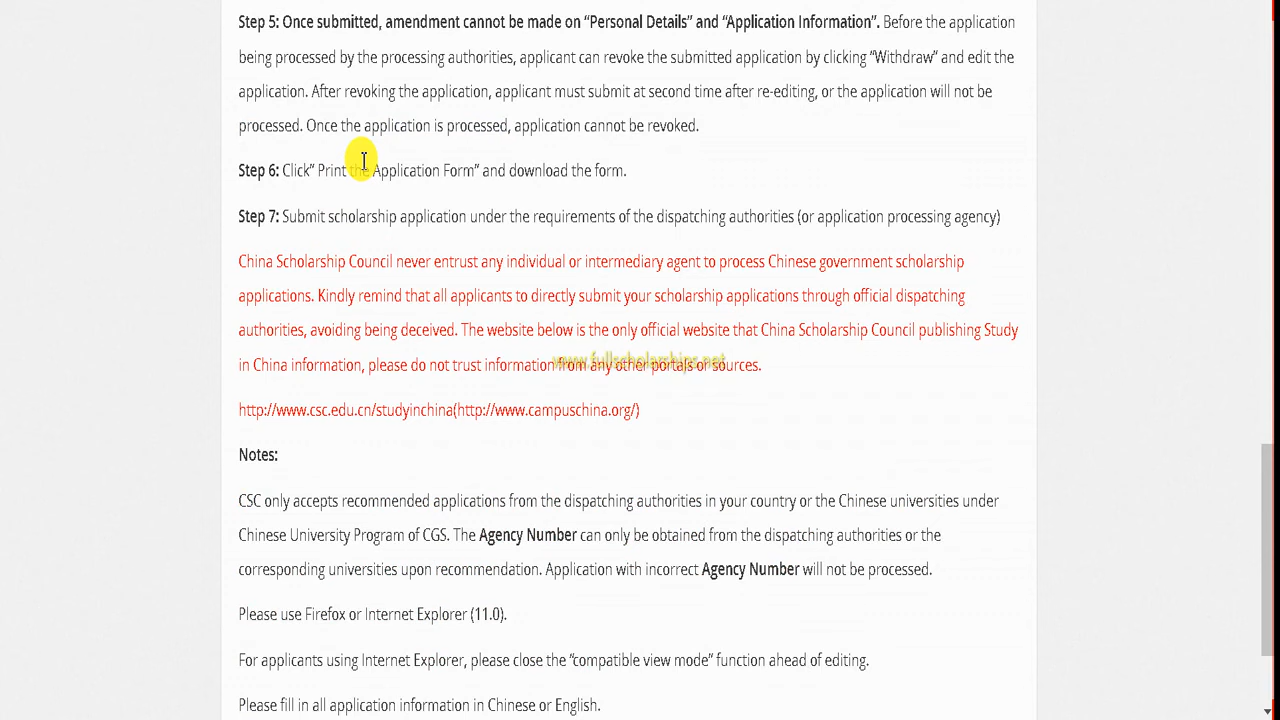 Step 5: Once submitted, amendment cannot be made on “Personal Details” and “Application Information”. Before the application
being processed by the processing authorities, applicant can revoke the submitted application by clicking “Withdraw” and edit the
application. After revoking the application, applicant must submit at second time after re-editing, or the application will not be
processed. Once the application is processed, application cannot be revoked.
Step 6: Click” Print the Application Form” and download the form.
Step 7: Submit scholarship application under the requirements of the dispatching authorities (or application processing agency)
China Scholarship Council never entrust any individual or intermediary agent to process Chinese government scholarship
applications. Kindly remind that all applicants to directly submit your scholarship applications through official dispatching
authorities, avoiding being deceived. The website below is the only official website that China Scholarship Council publishing Study
in China information, please do not trust information from any other portals or sources.
www.fullscholarships.net
http://www.csc.edu.cn/studyinchina(http://www.campuschina.org/)
Notes:
CSC only accepts recommended applications from the dispatching authorities in your country or the Chinese universities under
Chinese University Program of CGS. The Agency Number can only be obtained from the dispatching authorities or the
corresponding universities upon recommendation. Application with incorrect Agency Number will not be processed.
Please use Firefox or Internet Explorer (11.0).
For applicants using Internet Explorer, please close the “compatible view mode” function ahead of editing.
Please fill in all application information in Chinese or English.